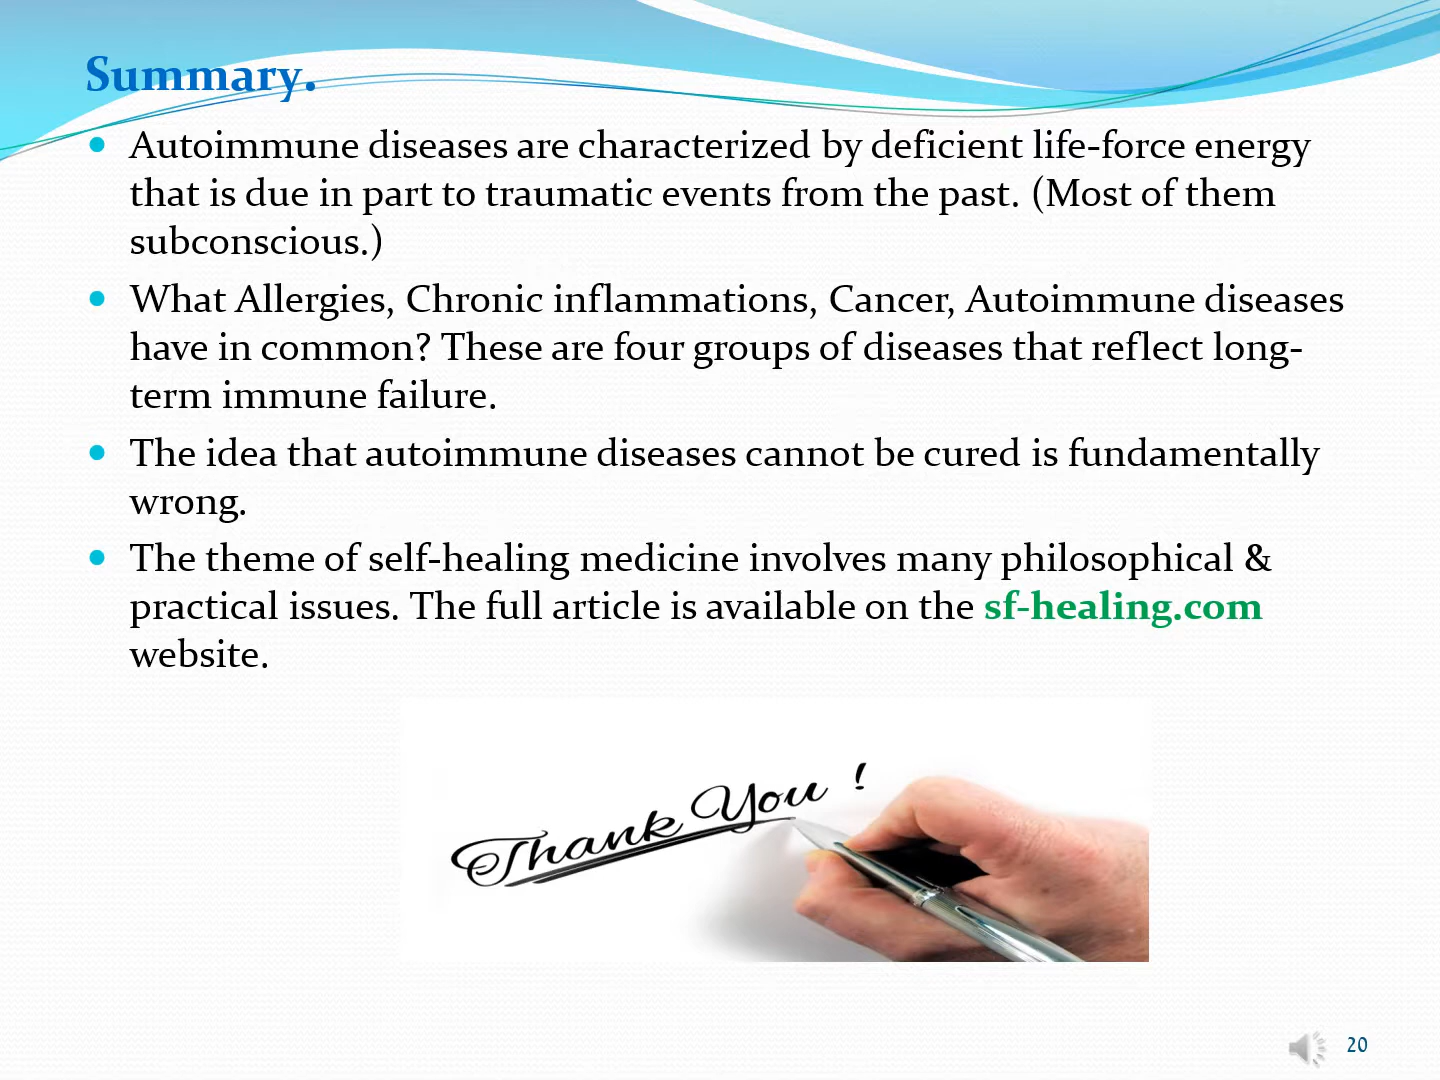 Summary.
• Autoimmune diseases are characterized by deficient life-force energy
that is due in part to traumatic events from the past. (Most of them
subconscious.)
• What Allergies, Chronic inflammations, Cancer, Autoimmune diseases
have in common? These are four groups of diseases that reflect long-
term immune failure.
• The idea that autoimmune diseases cannot be cured is fundamentally
wrong.
• The theme of self-healing medicine involves many philosophical &
practical issues. The full article is available on the sf-healing.com
website.
Thank You !
20